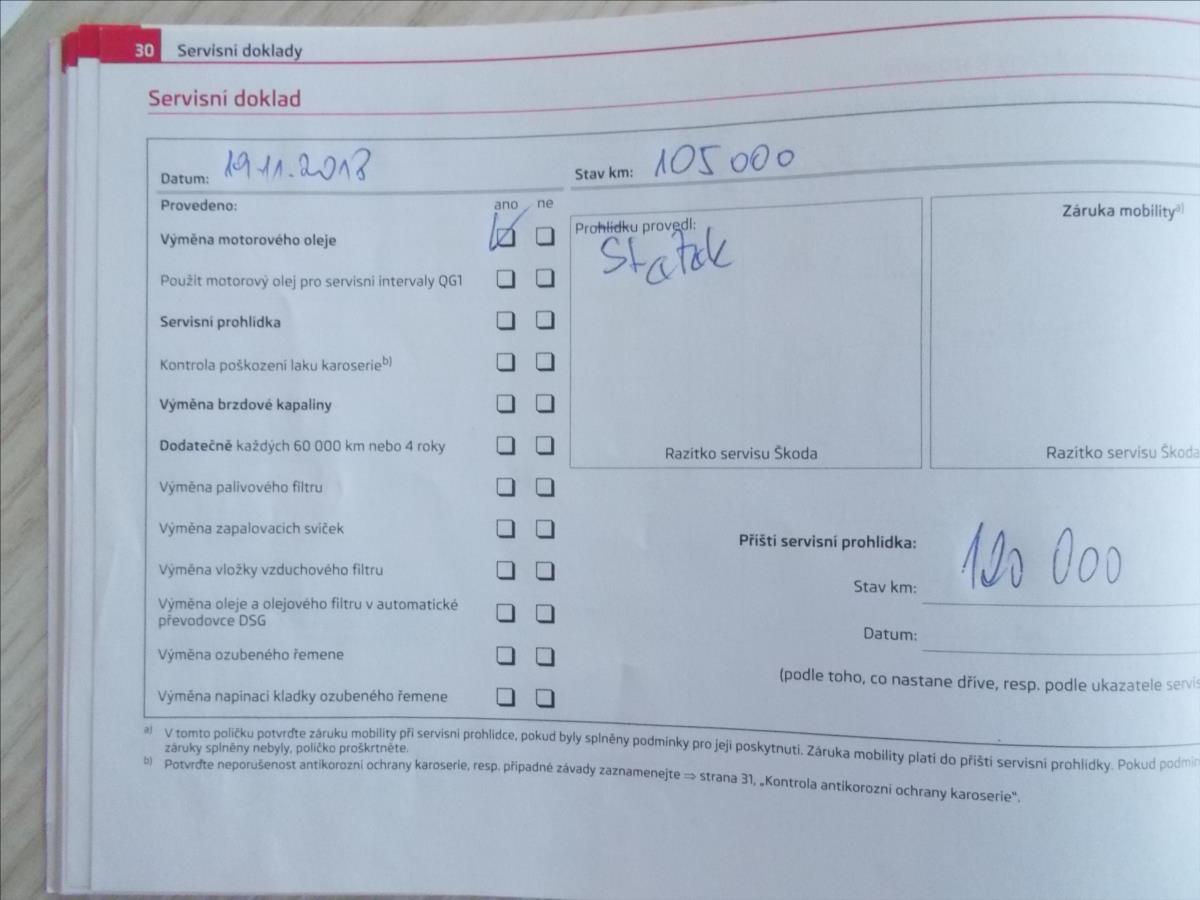 30 Servisní doklady
Servisní doklad
Datum: 19.11.2018
Stav km: 105 000
Provedeno: ano ne
Výměna motorového oleje
Použit motorový olej pro servisní intervaly QG1
Servisní prohlídka
Kontrola poškození laku karoserieb)
Výměna brzdové kapaliny
Dodatečně každých 60 000 km nebo 4 roky
Výměna palivového filtru
Výměna zapalovacích svíček
Výměna vložky vzduchového filtru
Výměna oleje a olejového filtru v automatické
převodovce DSG
Výměna ozubeného řemene
Výměna napínací kladky ozubeného řemene
Prohlídku provedl:
Razítko servisu Škoda
Záruka mobilitya)
Razítko servisu Škoda
Příští servisní prohlídka:
Stav km: 120 000
Datum:
(podle toho, co nastane dříve, resp. podle ukazatele servis
a) V tomto políčku potvrďte záruku mobility při servisní prohlídce, pokud byly splněny podmínky pro její poskytnutí. Záruka mobility platí do příští servisní prohlídky. Pokud podmín
záruky splněny nebyly, políčko proškrtněte.
b) Potvrďte neporušenost antikorozní ochrany karoserie, resp. případné závady zaznamenejte ⇒ strana 31, „Kontrola antikorozní ochrany karoserie“.